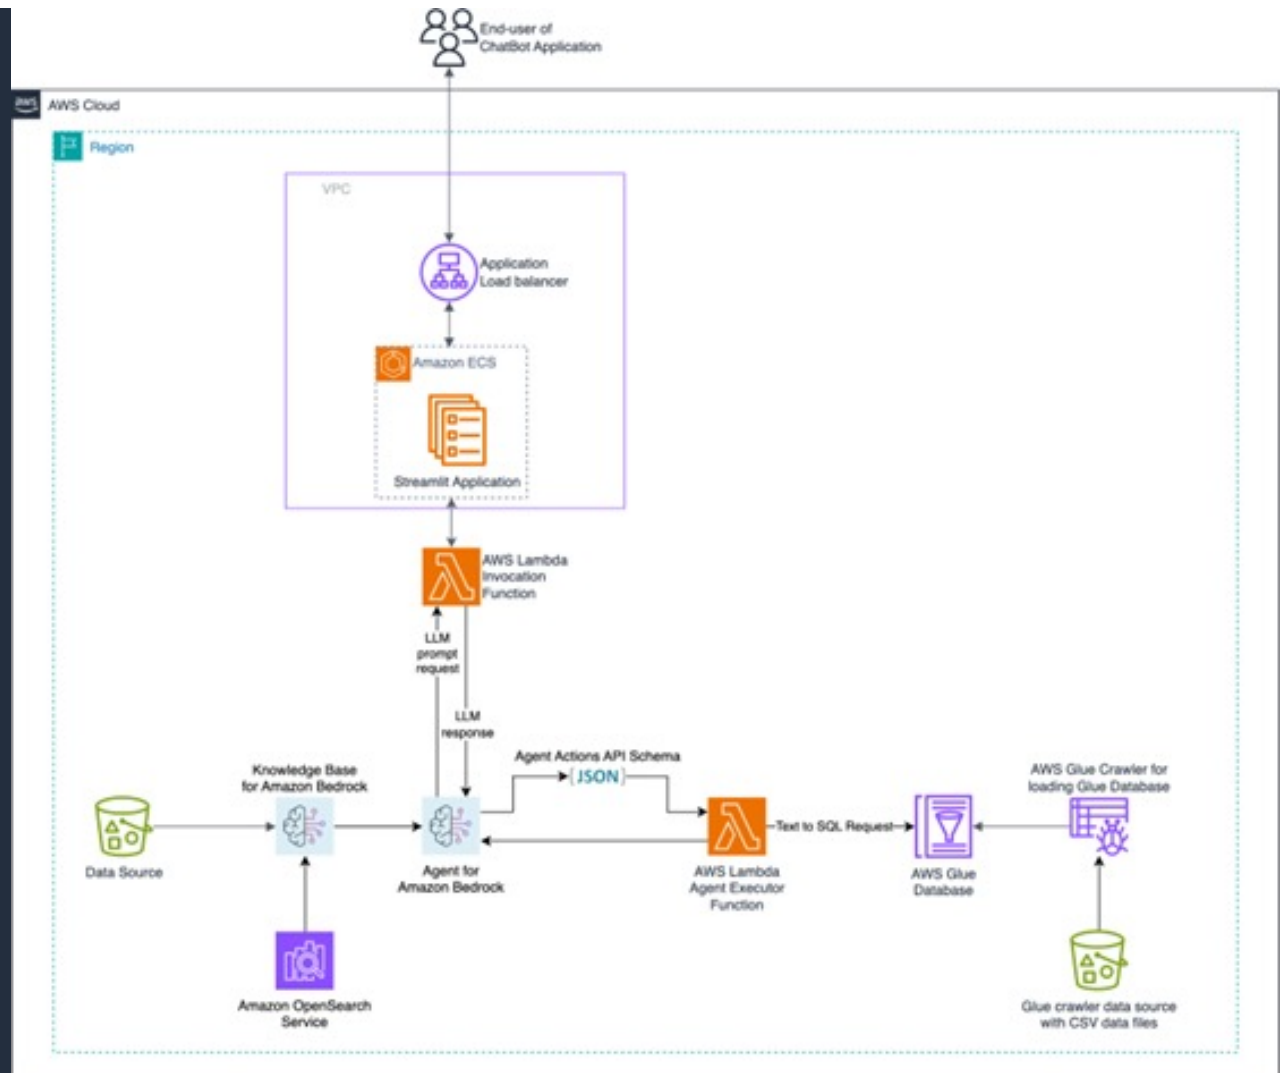 End-user of
ChatBot Application
aws
AWS Cloud
Region
VPC
Application
Load balancer
Amazon ECS
Streamlit Application
AWS Lambda
Invocation
Function
LLM
prompt
request
LLM
response
Agent Actions API Schema
{JSON}
Knowledge Base
for Amazon Bedrock
AWS Glue Crawler for
loading Glue Database
Text to SQL Request
Data Source
Agent for
Amazon Bedrock
AWS Lambda
Agent Executor
Function
AWS Glue
Database
Amazon OpenSearch
Service
Glue crawler data source
with CSV data files